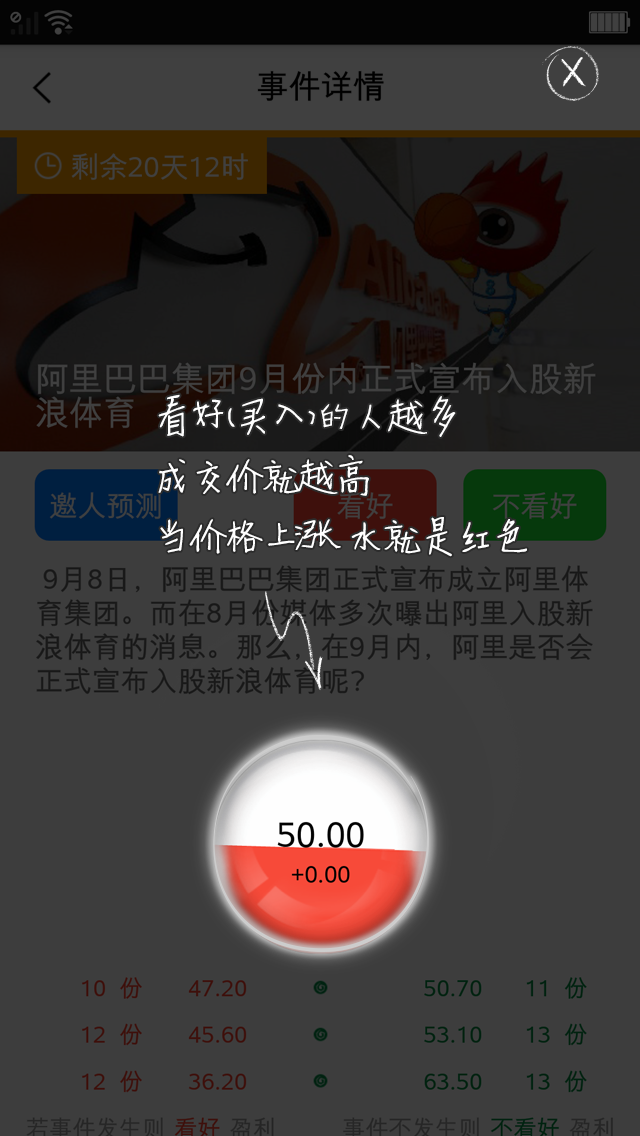 事件详情
X
剩余20天12时
Alibaba
阿里巴巴集团9月份内正式宣布入股新
浪体育
看好(买入)的人越多
成交价就越高
当价格上涨 水就是红色
邀人预测
看好
不看好
9月8日，阿里巴巴集团正式宣布成立阿里体
育集团。而在8月份媒体多次曝出阿里入股新
浪体育的消息。那么，在9月内，阿里是否会
正式宣布入股新浪体育呢?
50.00
+0.00
10 份 47.20 50.70 11 份
12 份 45.60 53.10 13 份
12 份 36.20 63.50 13 份
若事件发生则 看好 盈利 事件不发生则 不看好 盈利